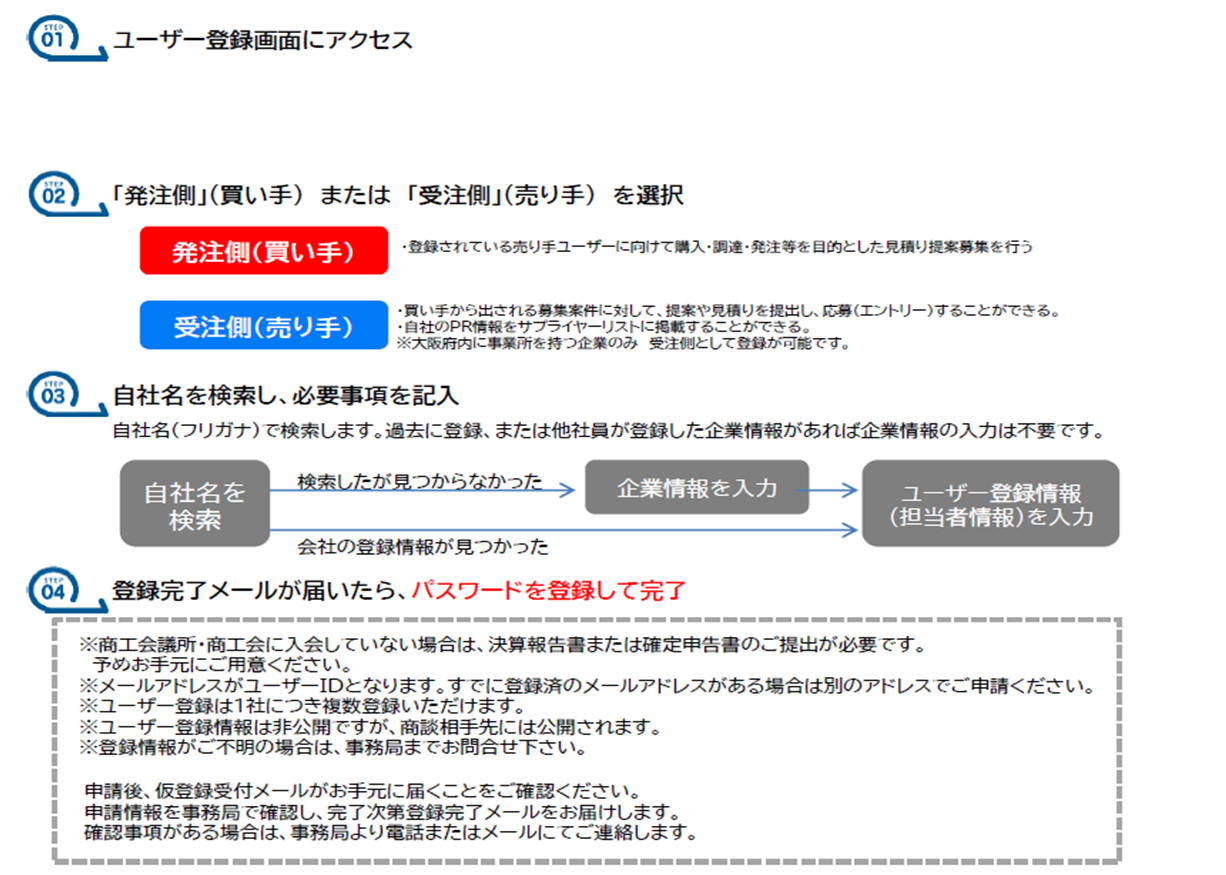 STEP
01
ユーザー登録画面にアクセス
STEP
02
「発注側」(買い手) または 「受注側」(売り手) を選択
発注側(買い手)
・登録されている売り手ユーザーに向けて購入・調達・発注等を目的とした見積り提案募集を行う
受注側(売り手)
・買い手から出される募集案件に対して、提案や見積りを提出し、応募(エントリー)することができる。
・自社のPR情報をサプライヤーリストに掲載することができる。
※大阪府内に事業所を持つ企業のみ 受注側として登録が可能です。
STEP
03
自社名を検索し、必要事項を記入
自社名(フリガナ)で検索します。過去に登録、または他社員が登録した企業情報があれば企業情報の入力は不要です。
自社名を
検索
検索したが見つからなかった
企業情報を入力
ユーザー登録情報
(担当者情報)を入力
会社の登録情報が見つかった
STEP
04
登録完了メールが届いたら、パスワードを登録して完了
※商工会議所・商工会に入会していない場合は、決算報告書または確定申告書のご提出が必要です。
予めお手元にご用意ください。
※メールアドレスがユーザーIDとなります。すでに登録済のメールアドレスがある場合は別のアドレスでご申請ください。
※ユーザー登録は1社につき複数登録いただけます。
※ユーザー登録情報は非公開ですが、商談相手先には公開されます。
※登録情報がご不明の場合は、事務局までお問合せ下さい。
申請後、仮登録受付メールがお手元に届くことをご確認ください。
申請情報を事務局で確認し、完了次第登録完了メールをお届けします。
確認事項がある場合は、事務局より電話またはメールにてご連絡します。